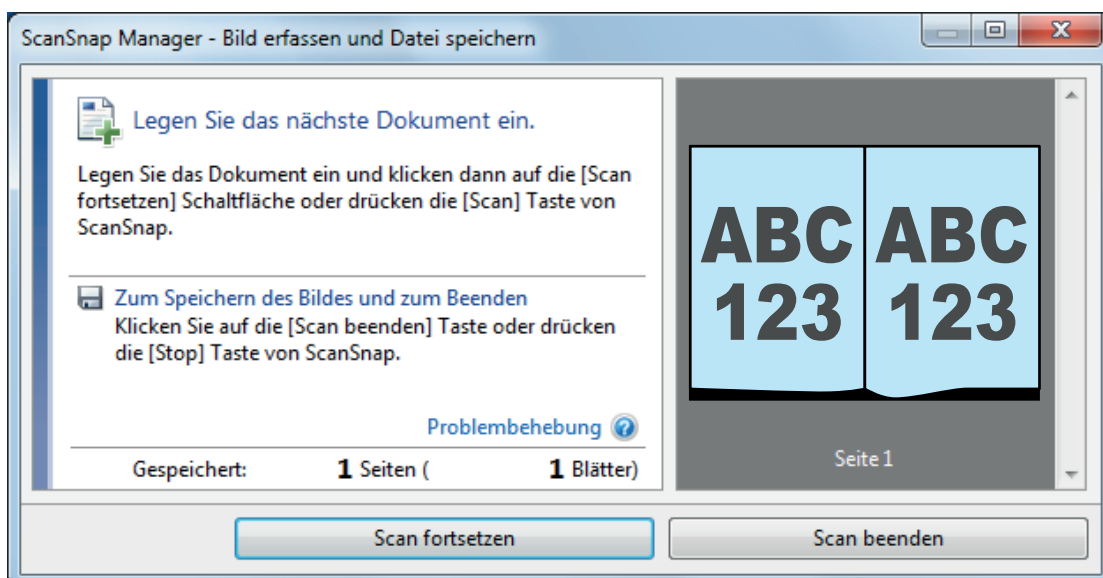 ScanSnap Manager - Bild erfassen und Datei speichern
Legen Sie das nächste Dokument ein.
Legen Sie das Dokument ein und klicken dann auf die [Scan
fortsetzen] Schaltfläche oder drücken die [Scan] Taste von
ScanSnap.
Zum Speichern des Bildes und zum Beenden
Klicken Sie auf die [Scan beenden] Taste oder drücken
die [Stop] Taste von ScanSnap.
Problembehebung
Gespeichert: 1 Seiten ( 1 Blätter)
ABC ABC
123 123
Seite 1
Scan fortsetzen
Scan beenden